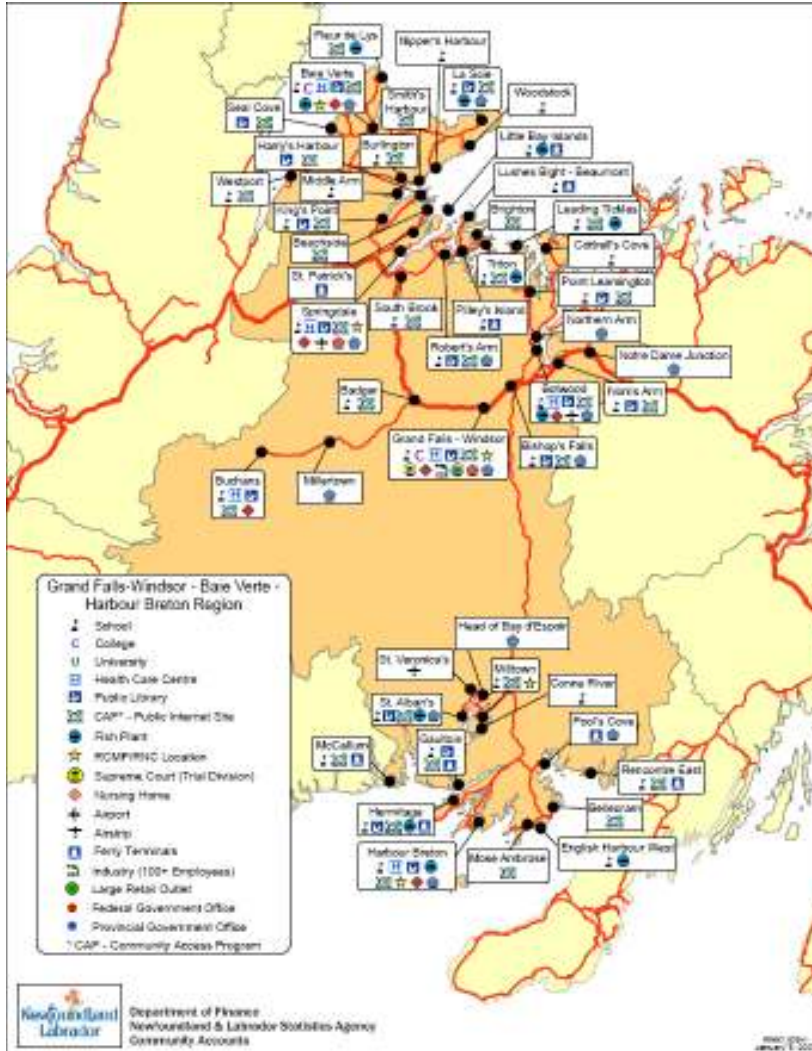 Fleur de Lys
Nipper's Harbour
Baie Verte
La Scie
Smith's
Harbour
Woodstock
Seal Cove
Little Bay Islands
Harry's Harbour
Burlington
Lushes Bight - Beaumont
Westport
Middle Arm
King's Point
Brighton
Leading Tickles
Beachside
Cottrell's Cove
St. Patrick's
Triton
Point Leamington
Springdale
South Brook
Pilley's Island
Northern Arm
Robert's Arm
Notre Dame Junction
Badger
Botwood
Norris Arm
Grand Falls - Windsor
Bishop's Falls
Buchans
Millertown
Grand Falls-Windsor - Baie Verte -
Harbour Breton Region
School
C College
U University
H Health Care Centre
Public Library
CAP* - Public Internet Site
Fish Plant
RCMP/RNC Location
Supreme Court (Trial Division)
Nursing Home
Airport
Airstrip
Ferry Terminals
Industry (100+ Employees)
Large Retail Outlet
Federal Government Office
Provincial Government Office
* CAP - Community Access Program
Head of Bay d'Espoir
St. Veronica's
Milltown
Conne River
St. Alban's
Pool's Cove
McCallum
Gaultois
Rencontre East
Hermitage
Belleoram
Harbour Breton
Mose Ambrose
English Harbour West
Newfoundland
Labrador
Department of Finance
Newfoundland & Labrador Statistics Agency
Community Accounts